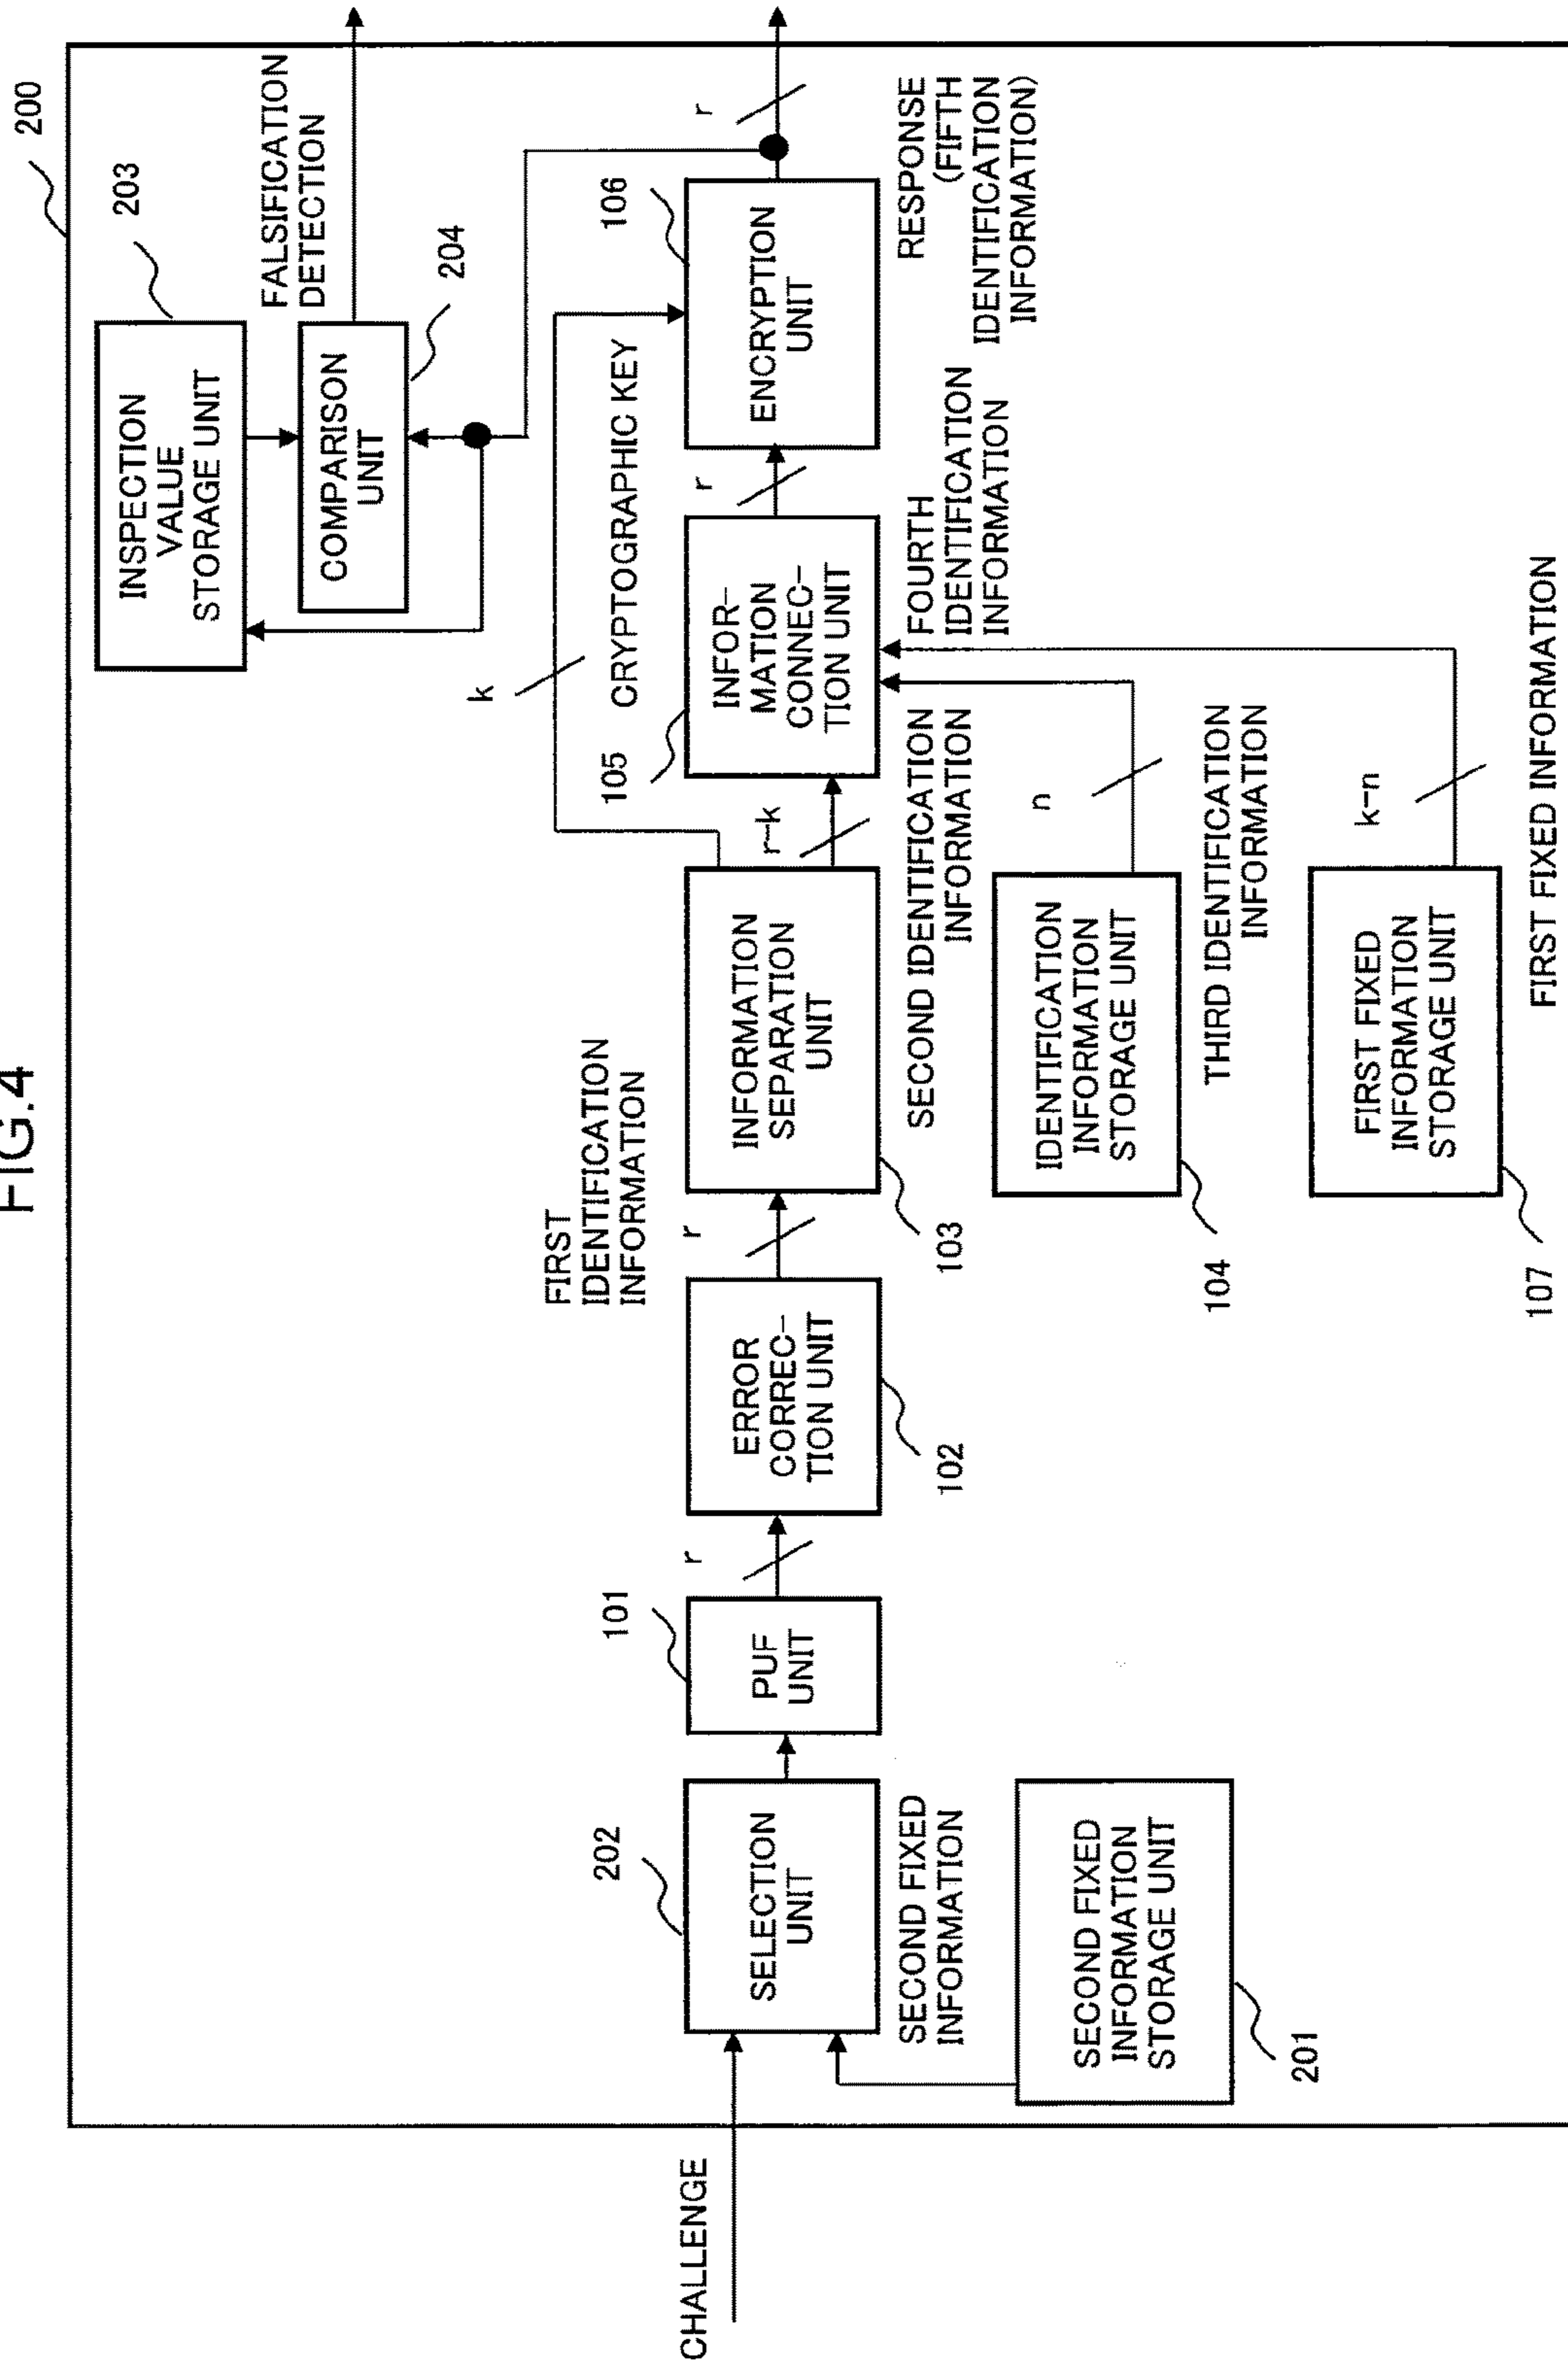 FIG.4
200
203
INSPECTION
VALUE
STORAGE UNIT
FALSIFICATION
DETECTION
COMPARISON
UNIT
204
k
CRYPTOGRAPHIC KEY
FIRST
IDENTIFICATION
INFORMATION
CHALLENGE
202
SELECTION
UNIT
101
PUF
UNIT
r
ERROR
CORREC-
TION UNIT
102
r
INFORMATION
SEPARATION
UNIT
103
r-k
105
INFOR-
MATION
CONNEC-
TION UNIT
r
106
ENCRYPTION
UNIT
r
RESPONSE
(FIFTH
IDENTIFICATION
INFORMATION)
SECOND FIXED
INFORMATION
SECOND IDENTIFICATION
INFORMATION
FOURTH
IDENTIFICATION
INFORMATION
SECOND FIXED
INFORMATION
STORAGE UNIT
201
IDENTIFICATION
INFORMATION
STORAGE UNIT
104
n
THIRD IDENTIFICATION
INFORMATION
FIRST FIXED
INFORMATION
STORAGE UNIT
107
k-n
FIRST FIXED INFORMATION